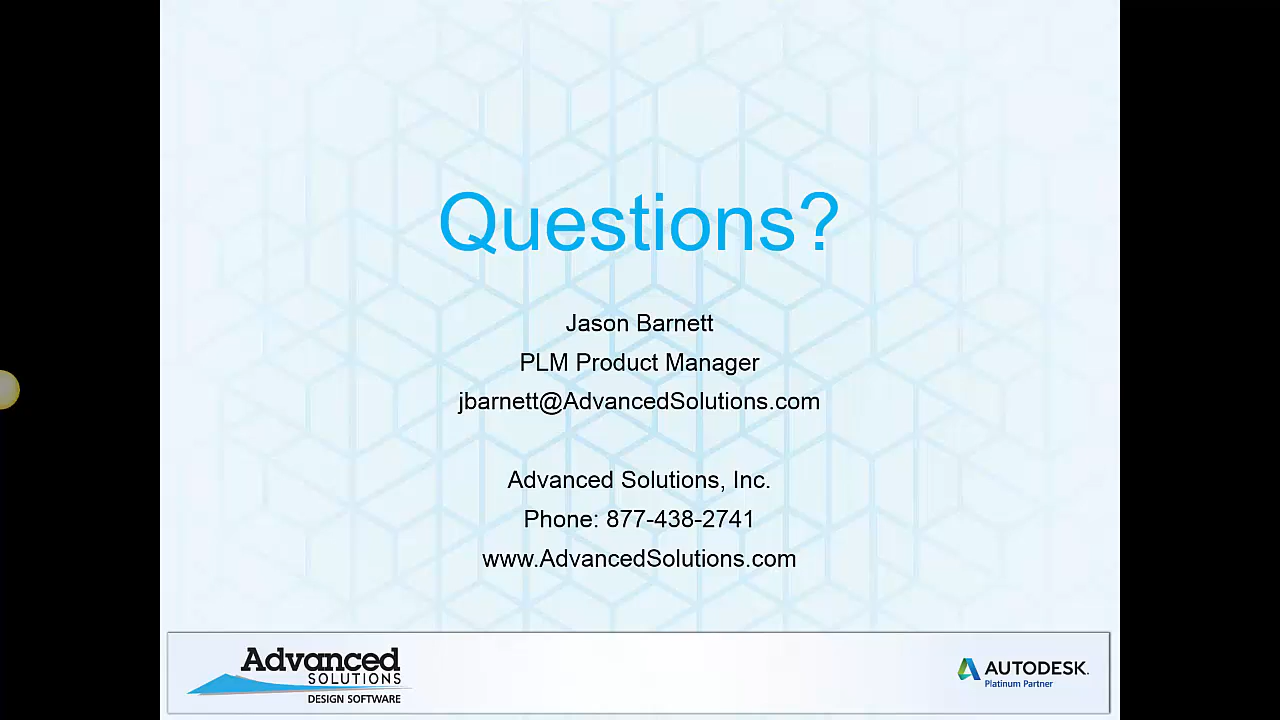 Questions?
Jason Barnett
PLM Product Manager
jbarnett@AdvancedSolutions.com
Advanced Solutions, Inc.
Phone: 877-438-2741
www.AdvancedSolutions.com
Advanced
SOLUTIONS
DESIGN SOFTWARE
AUTODESK.
Platinum Partner